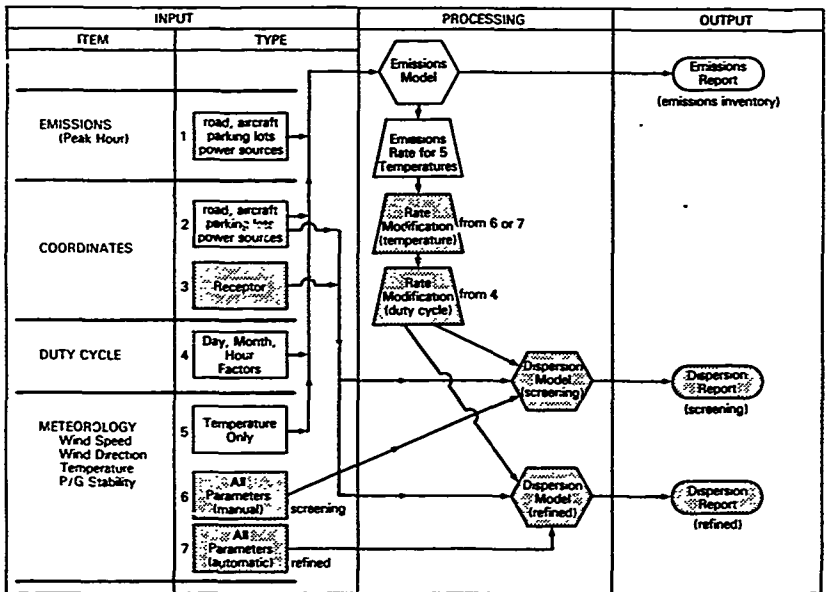 INPUT
PROCESSING
OUTPUT
ITEM
TYPE
Emissions
Model
Emissions
Report
(emissions inventory)
EMISSIONS
(Peak Hour)
1
road, aircraft
parking lots
power sources
Emissions
Rate for 5
Temperatures
COORDINATES
2
road, aircraft
parking lots
power sources
Rate
Modification
(temperature)
from 6 or 7
3
Receptor
Rate
Modification
(duty cycle)
from 4
DUTY CYCLE
4
Day, Month,
Hour
Factors
Dispersion
Model
(screening)
Dispersion
Report
(screening)
METEOROLOGY
Wind Speed
Wind Direction
Temperature
P/G Stability
5
Temperature
Only
6
All
Parameters
(manual)
screening
Dispersion
Model
(refined)
Dispersion
Report
(refined)
7
All
Parameters
(automatic)
refined